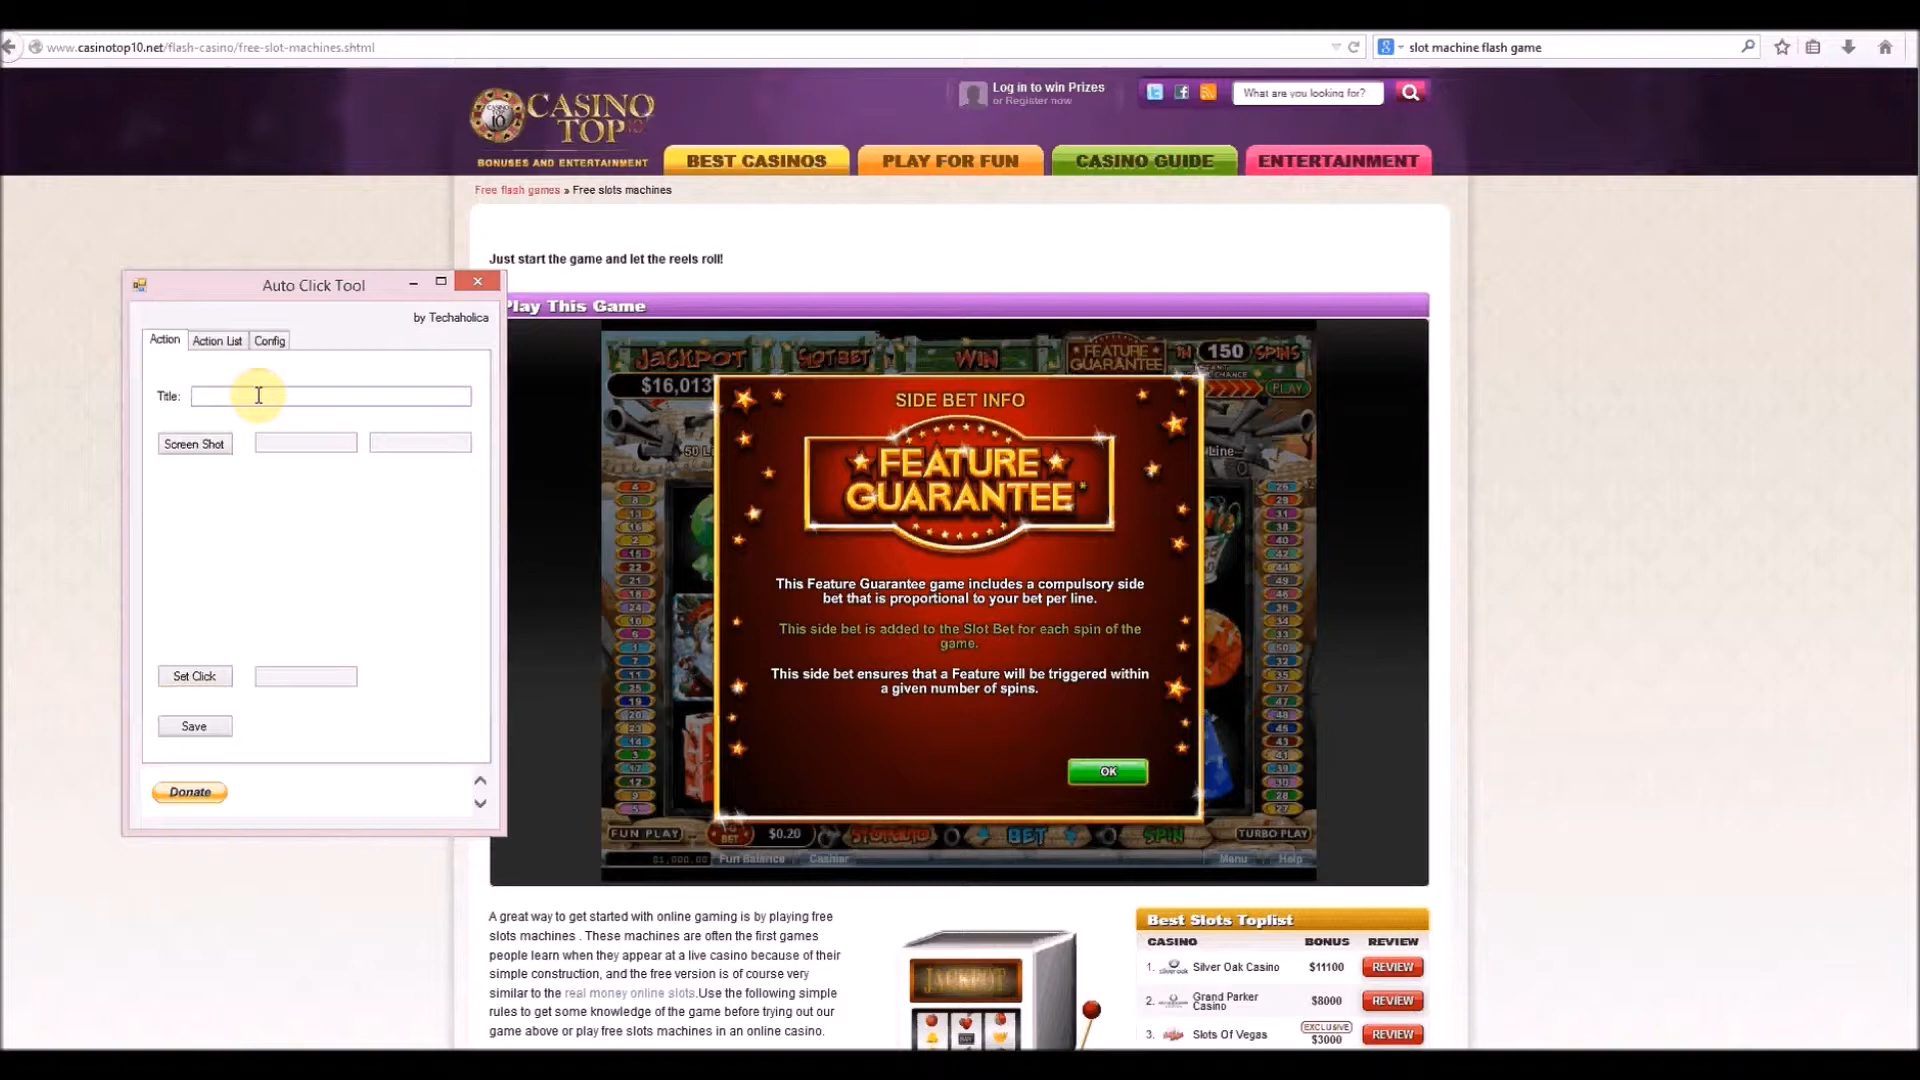 www.casinotop10.net/flash-casino/free-slot-machines.shtml
slot machine flash game
CASINO TOP 10
BONUSES AND ENTERTAINMENT
Log in to win Prizes
or Register now
What are you looking for?
BEST CASINOS
PLAY FOR FUN
CASINO GUIDE
ENTERTAINMENT
Free flash games » Free slots machines
Just start the game and let the reels roll!
Play This Game
Auto Click Tool
by Techaholica
Action
Action List
Config
Title:
Screen Shot
Set Click
Save
Donate
JACKPOT
SLOTBET
WIN
FEATURE GUARANTEE
IN 150 SPINS
$16,013
PLAY
50 L
Line
SIDE BET INFO
FEATURE
GUARANTEE*
This Feature Guarantee game includes a compulsory side
bet that is proportional to your bet per line.
This side bet is added to the Slot Bet for each spin of the
game.
This side bet ensures that a Feature will be triggered within
a given number of spins.
OK
FUN PLAY
BET
$0.20
BET
SPIN
TURBO PLAY
$1,000.00
Fun Balance
Cashier
Menu
Help
A great way to get started with online gaming is by playing free
slots machines . These machines are often the first games
people learn when they appear at a live casino because of their
simple construction, and the free version is of course very
similar to the real money online slots.Use the following simple
rules to get some knowledge of the game before trying out our
game above or play free slots machines in an online casino.
JACKPOT
Best Slots Toplist
CASINO BONUS REVIEW
1. Silver Oak Casino $11100 REVIEW
2. Grand Parker Casino $8000 REVIEW
3. Slots Of Vegas EXCLUSIVE $3000 REVIEW